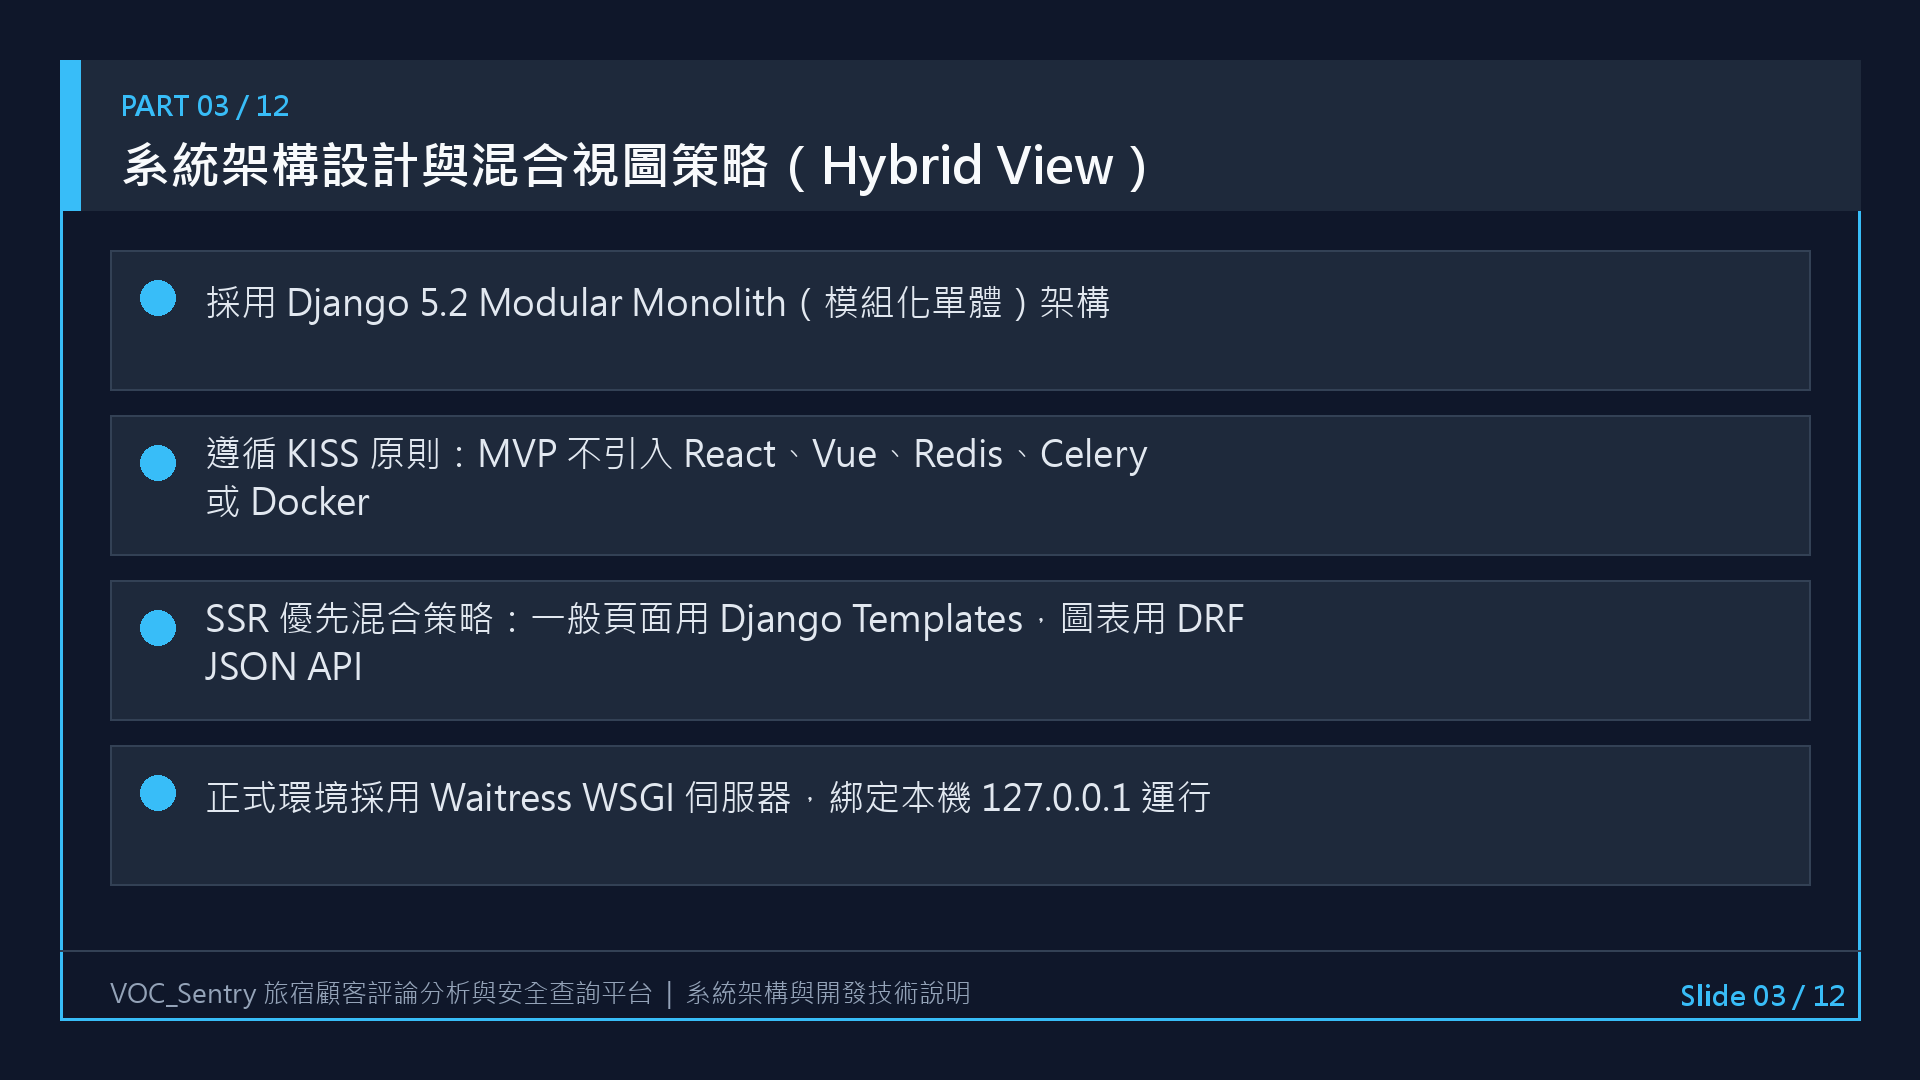 PART 03 / 12
系統架構設計與混合視圖策略（Hybrid View）
採用 Django 5.2 Modular Monolith（模組化單體）架構
遵循 KISS 原則：MVP 不引入 React、Vue、Redis、Celery
或 Docker
SSR 優先混合策略：一般頁面用 Django Templates，圖表用 DRF
JSON API
正式環境採用 Waitress WSGI 伺服器，綁定本機 127.0.0.1 運行
VOC_Sentry 旅宿顧客評論分析與安全查詢平台 | 系統架構與開發技術說明
Slide 03 / 12